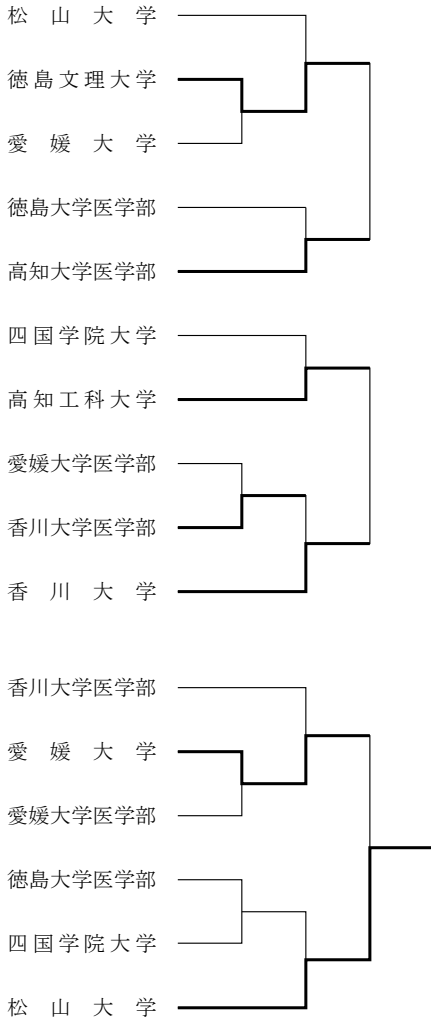 松山大学
徳島文理大学
愛媛大学
徳島大学医学部
高知大学医学部
四国学院大学
高知工科大学
愛媛大学医学部
香川大学医学部
香川大学
香川大学医学部
愛媛大学
愛媛大学医学部
徳島大学医学部
四国学院大学
松山大学